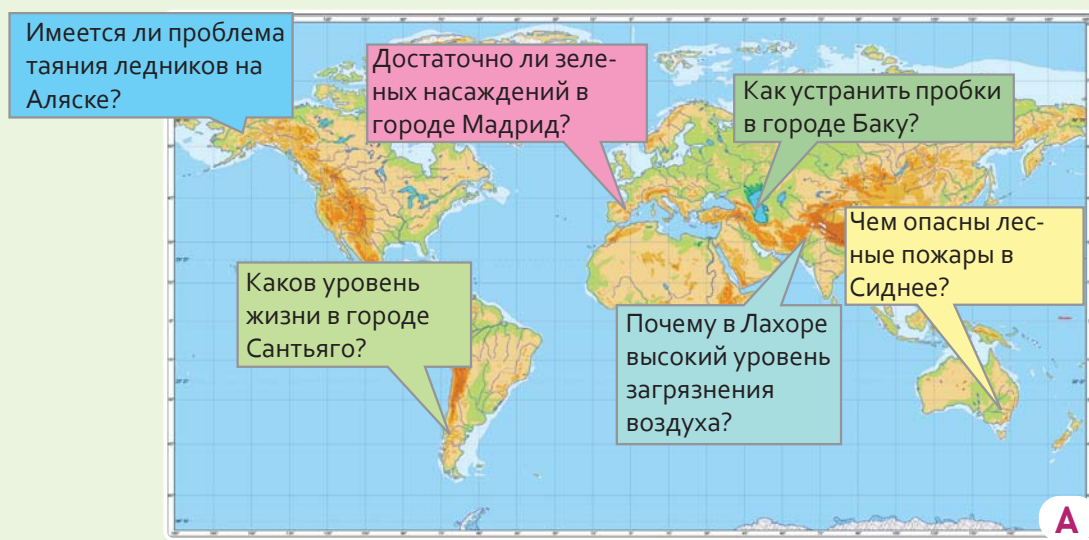 Имеется ли проблема
таяния ледников на
Аляске?
Достаточно ли зеле-
ных насаждений в
городе Мадрид?
Как устранить пробки
в городе Баку?
Чем опасны лес-
ные пожары в
Сиднее?
Каков уровень
жизни в городе
Сантьяго?
Почему в Лахоре
высокий уровень
загрязнения
воздуха?
А